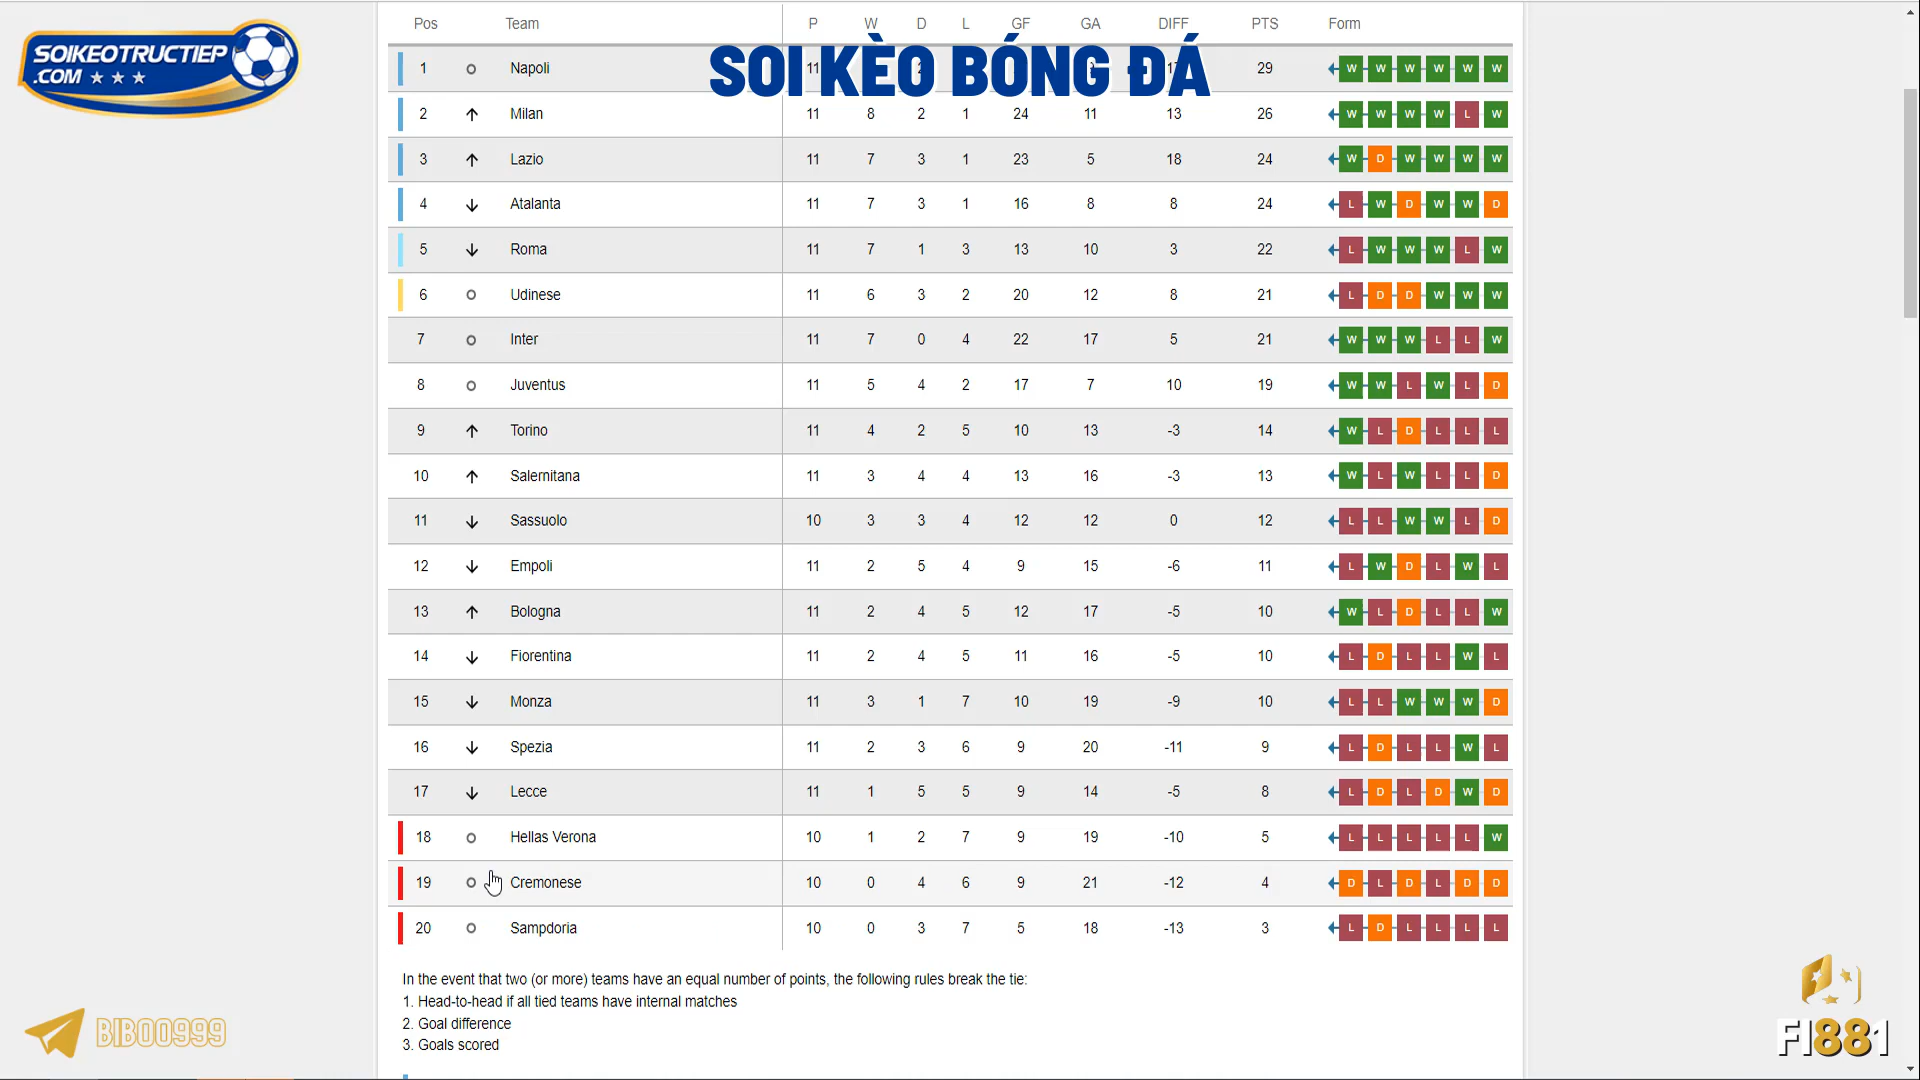 Pos Team P W D L GF GA DIFF PTS Form
SOIKEOTRUCTIEP
.COM
SOI KÈO BÓNG ĐÁ
1 Napoli 11 29 W W W W W W
2 Milan 11 8 2 1 24 11 13 26 W W W W L W
3 Lazio 11 7 3 1 23 5 18 24 W D W W W W
4 Atalanta 11 7 3 1 16 8 8 24 L W D W W D
5 Roma 11 7 1 3 13 10 3 22 L W W W L W
6 Udinese 11 6 3 2 20 12 8 21 L D D W W W
7 Inter 11 7 0 4 22 17 5 21 W W W L L W
8 Juventus 11 5 4 2 17 7 10 19 W W L W L D
9 Torino 11 4 2 5 10 13 -3 14 W L D L L L
10 Salernitana 11 3 4 4 13 16 -3 13 W L W L L D
11 Sassuolo 10 3 3 4 12 12 0 12 L L W W L D
12 Empoli 11 2 5 4 9 15 -6 11 L W D L W L
13 Bologna 11 2 4 5 12 17 -5 10 W L D L L W
14 Fiorentina 11 2 4 5 11 16 -5 10 L D L L W L
15 Monza 11 3 1 7 10 19 -9 10 L L W W W D
16 Spezia 11 2 3 6 9 20 -11 9 L D L L W L
17 Lecce 11 1 5 5 9 14 -5 8 L D L D W D
18 Hellas Verona 10 1 2 7 9 19 -10 5 L L L L L W
19 Cremonese 10 0 4 6 9 21 -12 4 D L D L D D
20 Sampdoria 10 0 3 7 5 18 -13 3 L D L L L L
In the event that two (or more) teams have an equal number of points, the following rules break the tie:
1. Head-to-head if all tied teams have internal matches
2. Goal difference
3. Goals scored
BIBOO999
FI881